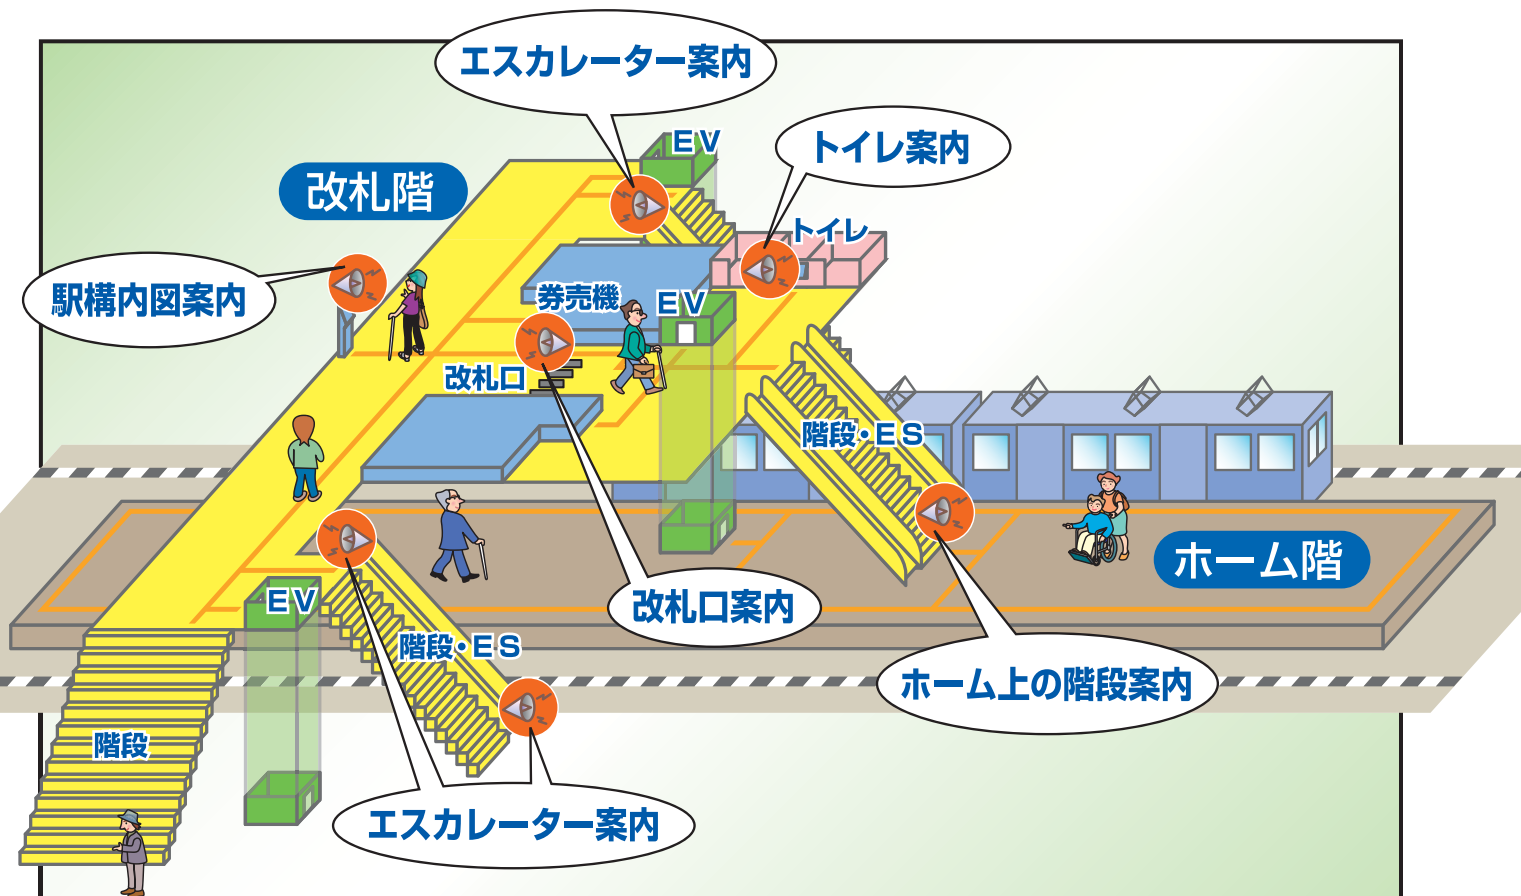 エスカレーター案内
EV
トイレ案内
改札階
トイレ
駅構内図案内
券売機
EV
改札口
階段・ES
ホーム階
EV
改札口案内
階段・ES
ホーム上の階段案内
階段
エスカレーター案内